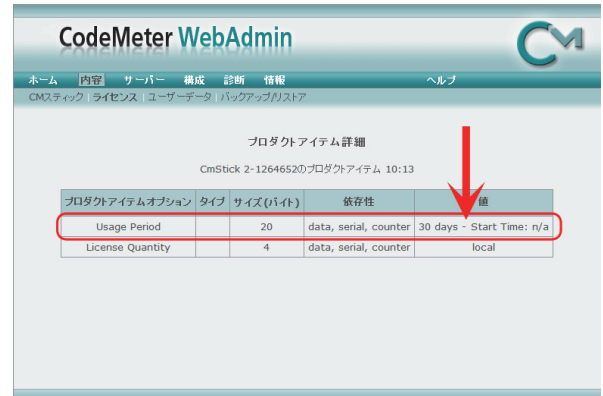 CodeMeter WebAdmin
CM
ホーム 内容 サーバー 構成 診断 情報 ヘルプ
CMスティック | ライセンス | ユーザーデータ | バックアップ/リストア
プロダクトアイテム詳細
CmStick 2-1264652のプロダクトアイテム 10:13
プロダクトアイテムオプション タイプ サイズ(バイト) 依存性 値
Usage Period 20 data, serial, counter 30 days - Start Time: n/a
License Quantity 4 data, serial, counter local